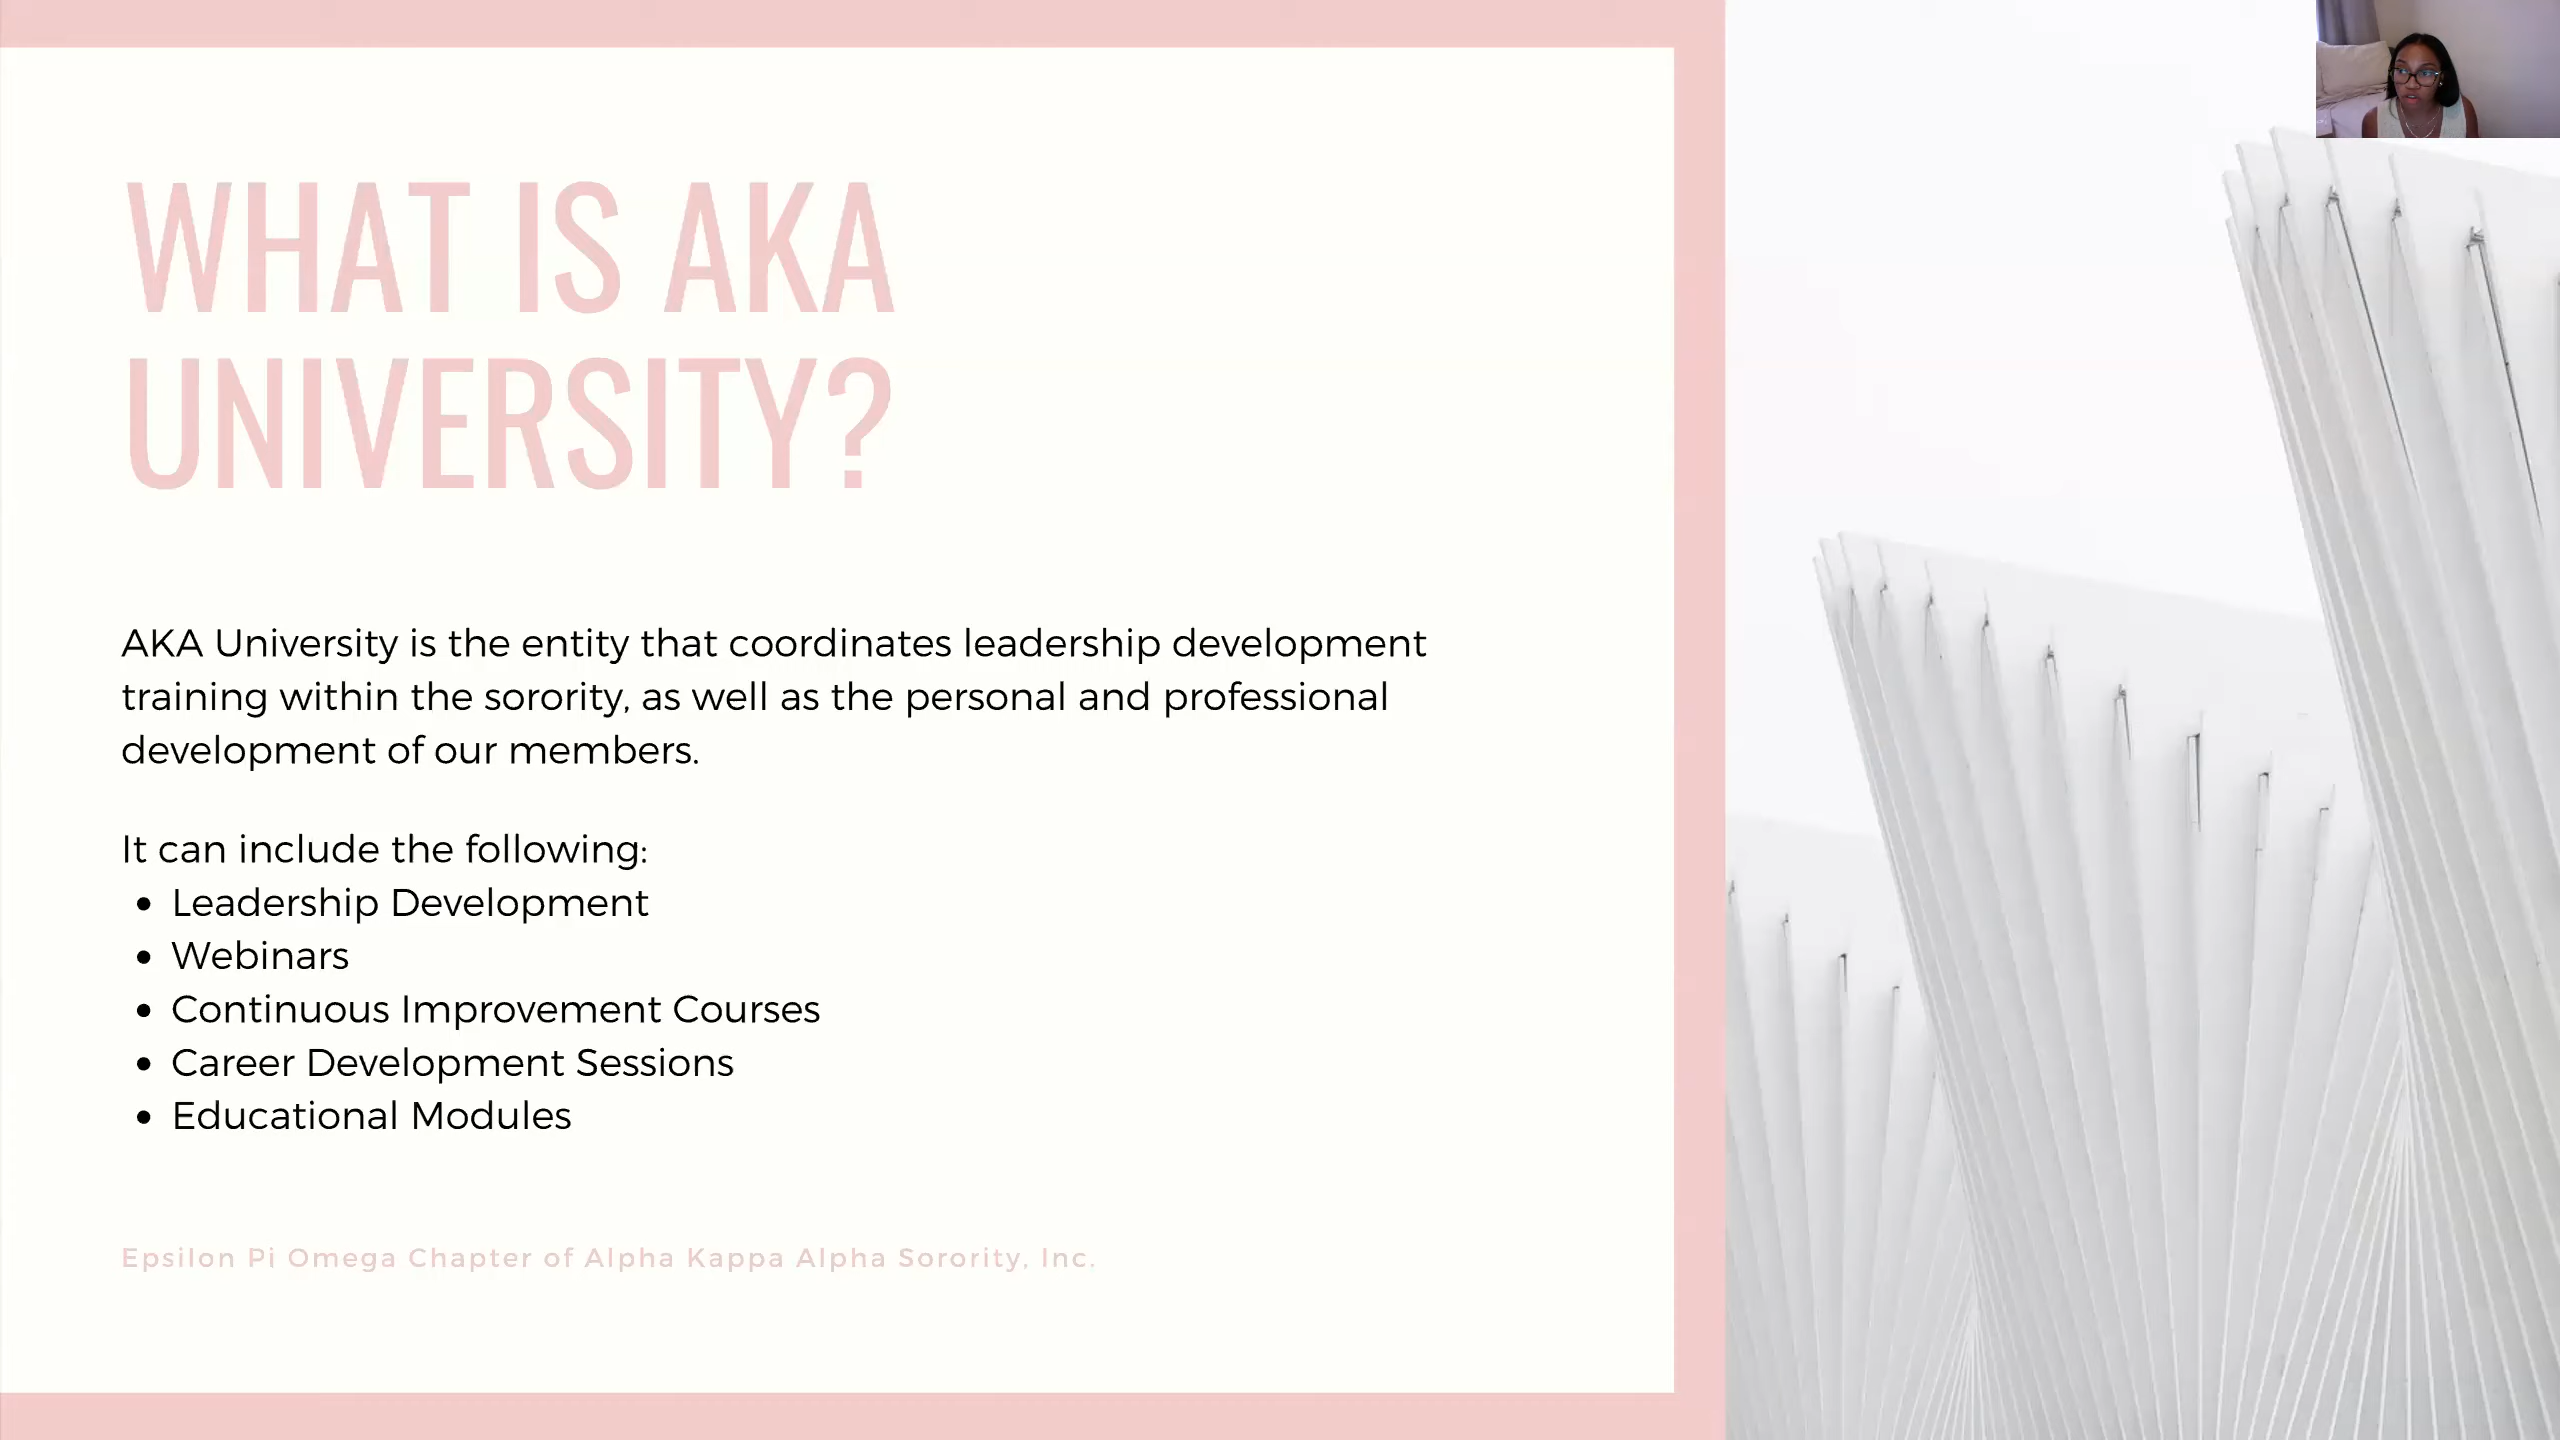 WHAT IS AKA
UNIVERSITY?
AKA University is the entity that coordinates leadership development
training within the sorority, as well as the personal and professional
development of our members.
It can include the following:
• Leadership Development
• Webinars
• Continuous Improvement Courses
• Career Development Sessions
• Educational Modules
Epsilon Pi Omega Chapter of Alpha Kappa Alpha Sorority, Inc.